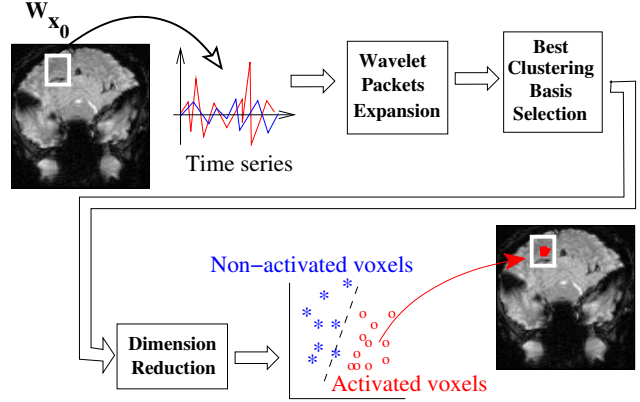 W x0
Wavelet
Packets
Expansion
Best
Clustering
Basis
Selection
Time series
Non-activated voxels
Dimension
Reduction
Activated voxels